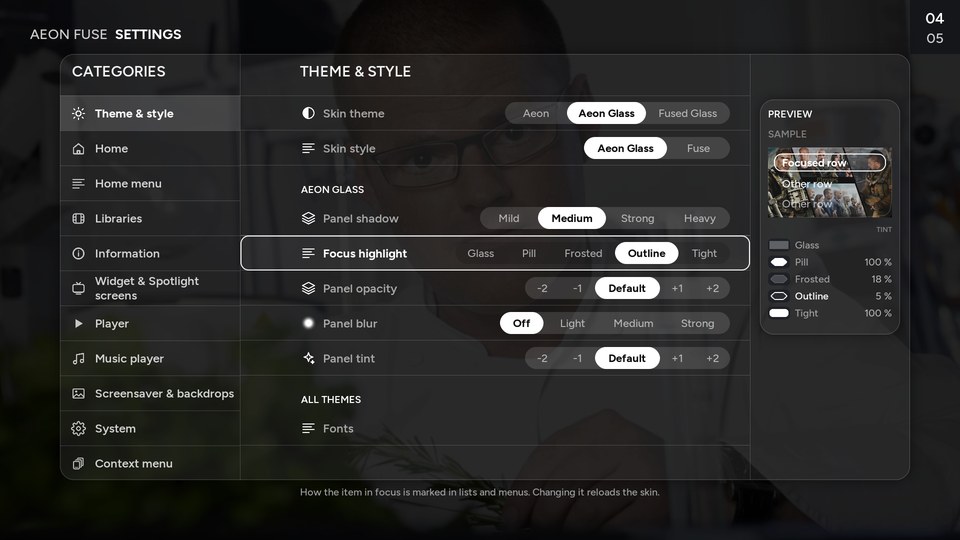 AEON FUSE SETTINGS
04
05
CATEGORIES
Theme & style
Home
Home menu
Libraries
Information
Widget & Spotlight
screens
Player
Music player
Screensaver & backdrops
System
Context menu
THEME & STYLE
Skin theme Aeon Aeon Glass Fused Glass
Skin style Aeon Glass Fuse
AEON GLASS
Panel shadow Mild Medium Strong Heavy
Focus highlight Glass Pill Frosted Outline Tight
Panel opacity -2 -1 Default +1 +2
Panel blur Off Light Medium Strong
Panel tint -2 -1 Default +1 +2
ALL THEMES
Fonts
How the item in focus is marked in lists and menus. Changing it reloads the skin.
PREVIEW
SAMPLE
Focused row
Other row
Other row
TINT
Glass
Pill 100 %
Frosted 18 %
Outline 5 %
Tight 100 %